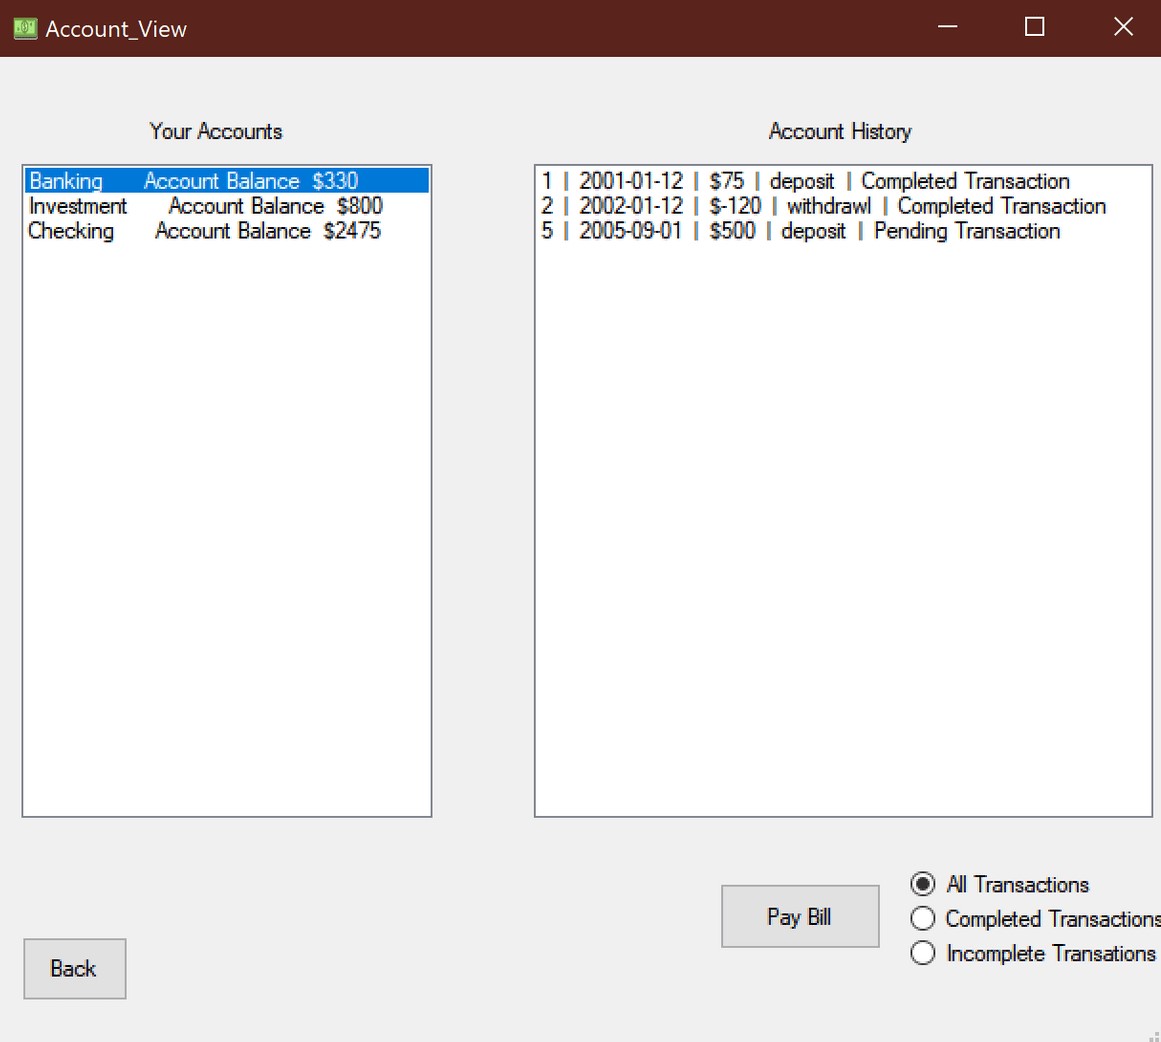 Account_View
Your Accounts
Banking Account Balance $330
Investment Account Balance $800
Checking Account Balance $2475
Account History
1 | 2001-01-12 | $75 | deposit | Completed Transaction
2 | 2002-01-12 | $-120 | withdrawl | Completed Transaction
5 | 2005-09-01 | $500 | deposit | Pending Transaction
Pay Bill
All Transactions
Completed Transactions
Incomplete Transations
Back